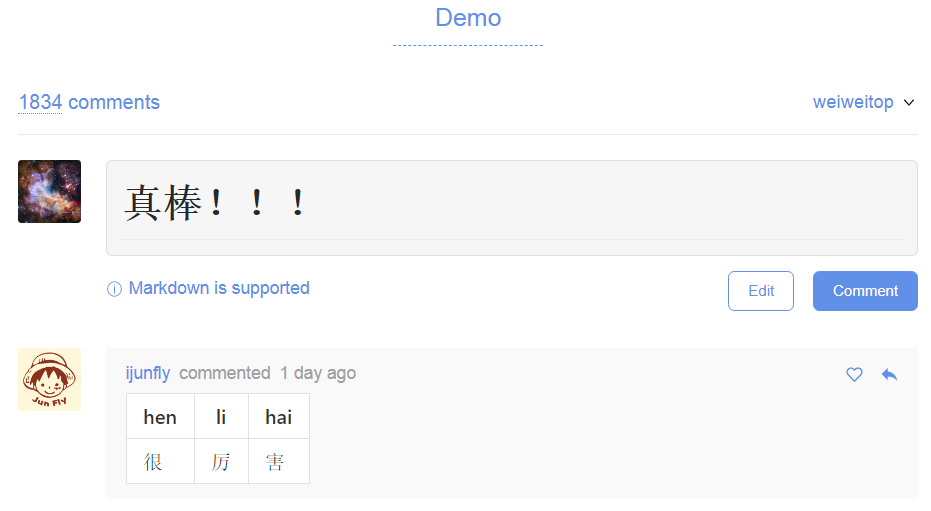 Demo
1834 comments
weiweitop
真棒！！！
Markdown is supported
Edit
Comment
Jun Fly
ijunfly commented 1 day ago
hen li hai
很 厉 害